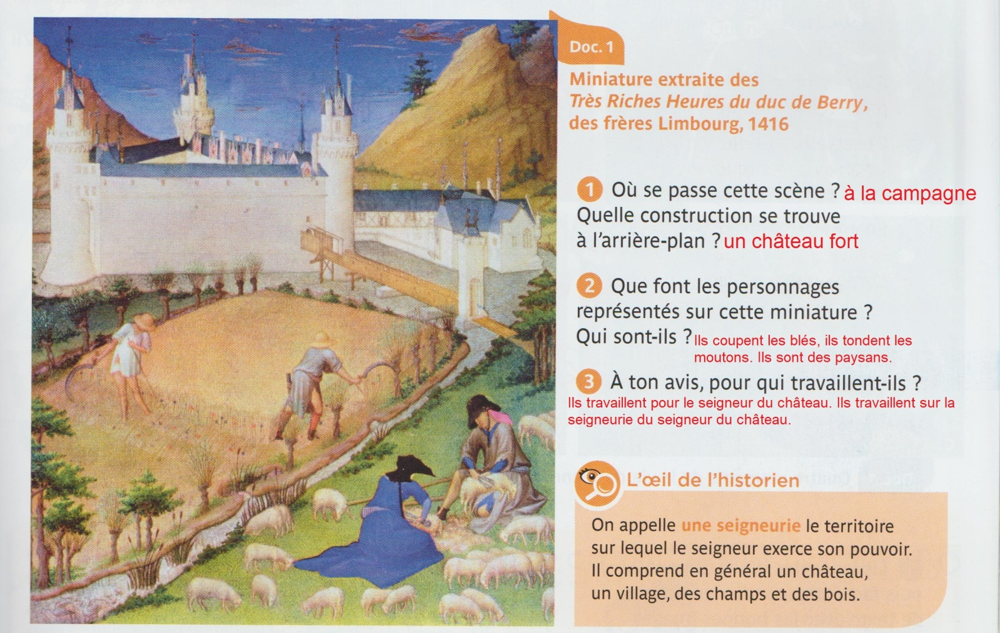 Doc. 1
Miniature extraite des
Très Riches Heures du duc de Berry,
des frères Limbourg, 1416
1 Où se passe cette scène ? à la campagne
Quelle construction se trouve
à l'arrière-plan ? un château fort
2 Que font les personnages
représentés sur cette miniature ?
Qui sont-ils ? Ils coupent les blés, ils tondent les
moutons. Ils sont des paysans.
3 À ton avis, pour qui travaillent-ils ?
Ils travaillent pour le seigneur du château. Ils travaillent sur la
seigneurie du seigneur du château.
L'œil de l'historien
On appelle une seigneurie le territoire
sur lequel le seigneur exerce son pouvoir.
Il comprend en général un château,
un village, des champs et des bois.